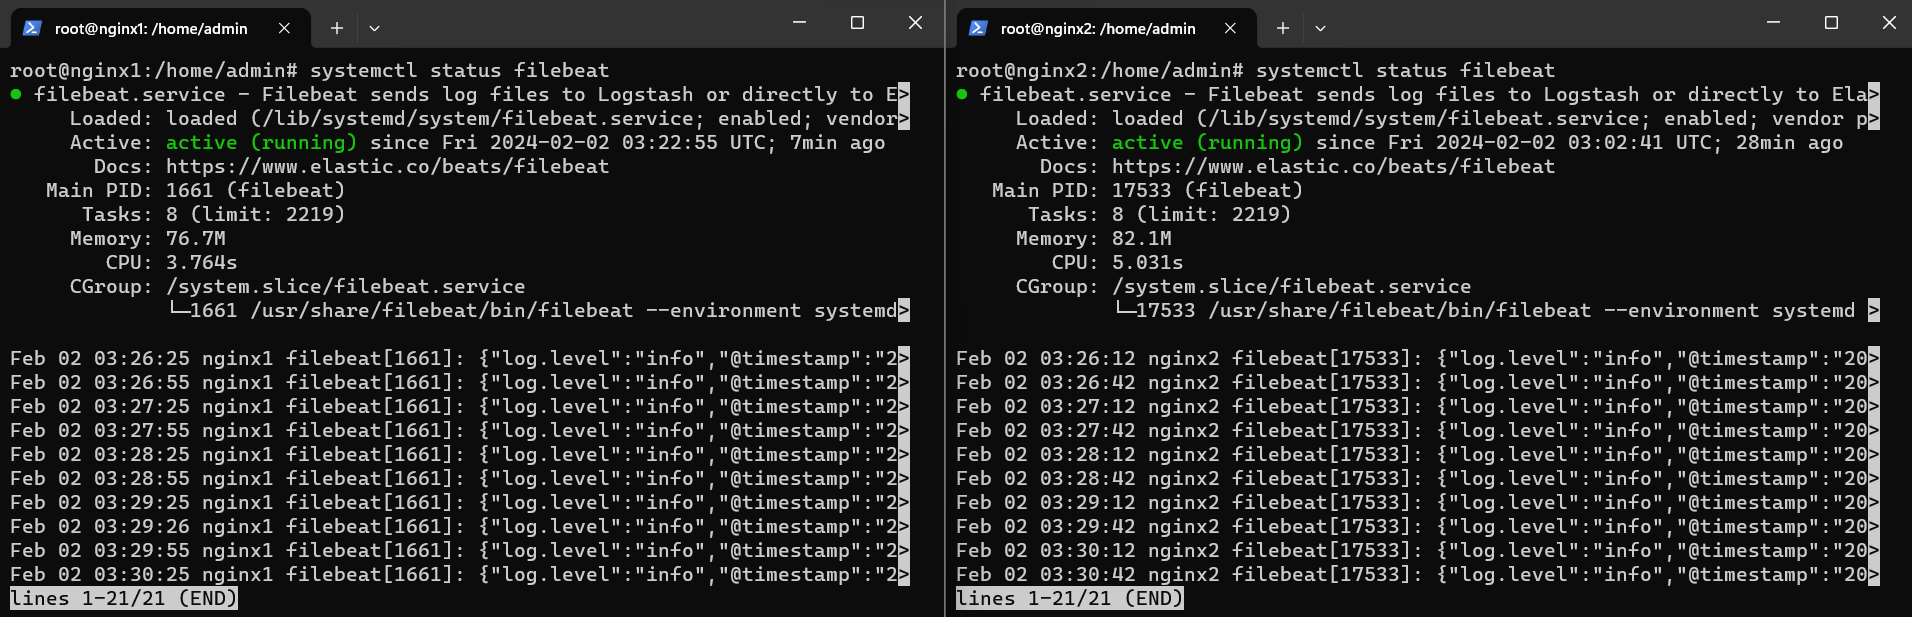 root@nginx1: /home/admin
root@nginx1:/home/admin# systemctl status filebeat
● filebeat.service - Filebeat sends log files to Logstash or directly to E>
Loaded: loaded (/lib/systemd/system/filebeat.service; enabled; vendor>
Active: active (running) since Fri 2024-02-02 03:22:55 UTC; 7min ago
Docs: https://www.elastic.co/beats/filebeat
Main PID: 1661 (filebeat)
Tasks: 8 (limit: 2219)
Memory: 76.7M
CPU: 3.764s
CGroup: /system.slice/filebeat.service
└─1661 /usr/share/filebeat/bin/filebeat --environment systemd>
Feb 02 03:26:25 nginx1 filebeat[1661]: {"log.level":"info","@timestamp":"2>
Feb 02 03:26:55 nginx1 filebeat[1661]: {"log.level":"info","@timestamp":"2>
Feb 02 03:27:25 nginx1 filebeat[1661]: {"log.level":"info","@timestamp":"2>
Feb 02 03:27:55 nginx1 filebeat[1661]: {"log.level":"info","@timestamp":"2>
Feb 02 03:28:25 nginx1 filebeat[1661]: {"log.level":"info","@timestamp":"2>
Feb 02 03:28:55 nginx1 filebeat[1661]: {"log.level":"info","@timestamp":"2>
Feb 02 03:29:25 nginx1 filebeat[1661]: {"log.level":"info","@timestamp":"2>
Feb 02 03:29:26 nginx1 filebeat[1661]: {"log.level":"info","@timestamp":"2>
Feb 02 03:29:55 nginx1 filebeat[1661]: {"log.level":"info","@timestamp":"2>
Feb 02 03:30:25 nginx1 filebeat[1661]: {"log.level":"info","@timestamp":"2>
lines 1-21/21 (END)
root@nginx2: /home/admin
root@nginx2:/home/admin# systemctl status filebeat
● filebeat.service - Filebeat sends log files to Logstash or directly to Ela>
Loaded: loaded (/lib/systemd/system/filebeat.service; enabled; vendor p>
Active: active (running) since Fri 2024-02-02 03:02:41 UTC; 28min ago
Docs: https://www.elastic.co/beats/filebeat
Main PID: 17533 (filebeat)
Tasks: 8 (limit: 2219)
Memory: 82.1M
CPU: 5.031s
CGroup: /system.slice/filebeat.service
└─17533 /usr/share/filebeat/bin/filebeat --environment systemd >
Feb 02 03:26:12 nginx2 filebeat[17533]: {"log.level":"info","@timestamp":"20>
Feb 02 03:26:42 nginx2 filebeat[17533]: {"log.level":"info","@timestamp":"20>
Feb 02 03:27:12 nginx2 filebeat[17533]: {"log.level":"info","@timestamp":"20>
Feb 02 03:27:42 nginx2 filebeat[17533]: {"log.level":"info","@timestamp":"20>
Feb 02 03:28:12 nginx2 filebeat[17533]: {"log.level":"info","@timestamp":"20>
Feb 02 03:28:42 nginx2 filebeat[17533]: {"log.level":"info","@timestamp":"20>
Feb 02 03:29:12 nginx2 filebeat[17533]: {"log.level":"info","@timestamp":"20>
Feb 02 03:29:42 nginx2 filebeat[17533]: {"log.level":"info","@timestamp":"20>
Feb 02 03:30:12 nginx2 filebeat[17533]: {"log.level":"info","@timestamp":"20>
Feb 02 03:30:42 nginx2 filebeat[17533]: {"log.level":"info","@timestamp":"20>
lines 1-21/21 (END)